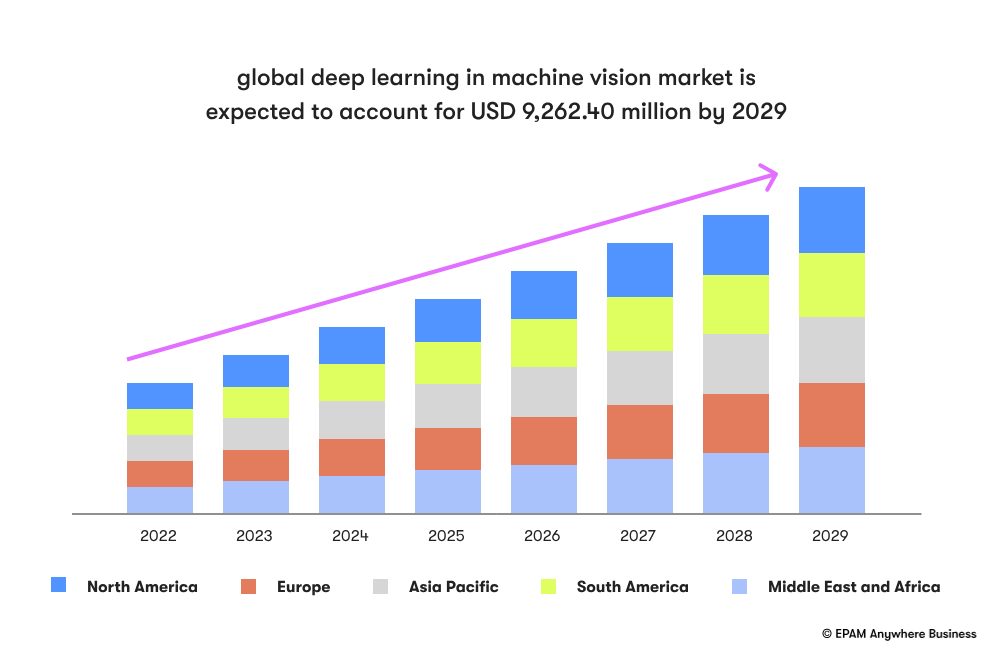 global deep learning in machine vision market is
expected to account for USD 9,262.40 million by 2029
2022 2023 2024 2025 2026 2027 2028 2029
North America Europe Asia Pacific South America Middle East and Africa
© EPAM Anywhere Business